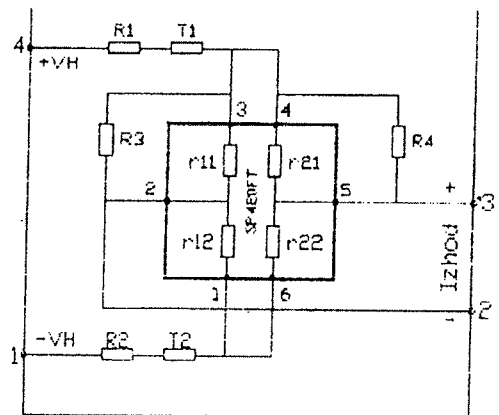 R1 T1
4
+VH
3 4
R3 R4
r11 r21
2 5
SP4EDFT
+
3
r12 r22
Izhod
1 6
-
2
-VH R2 T2
1